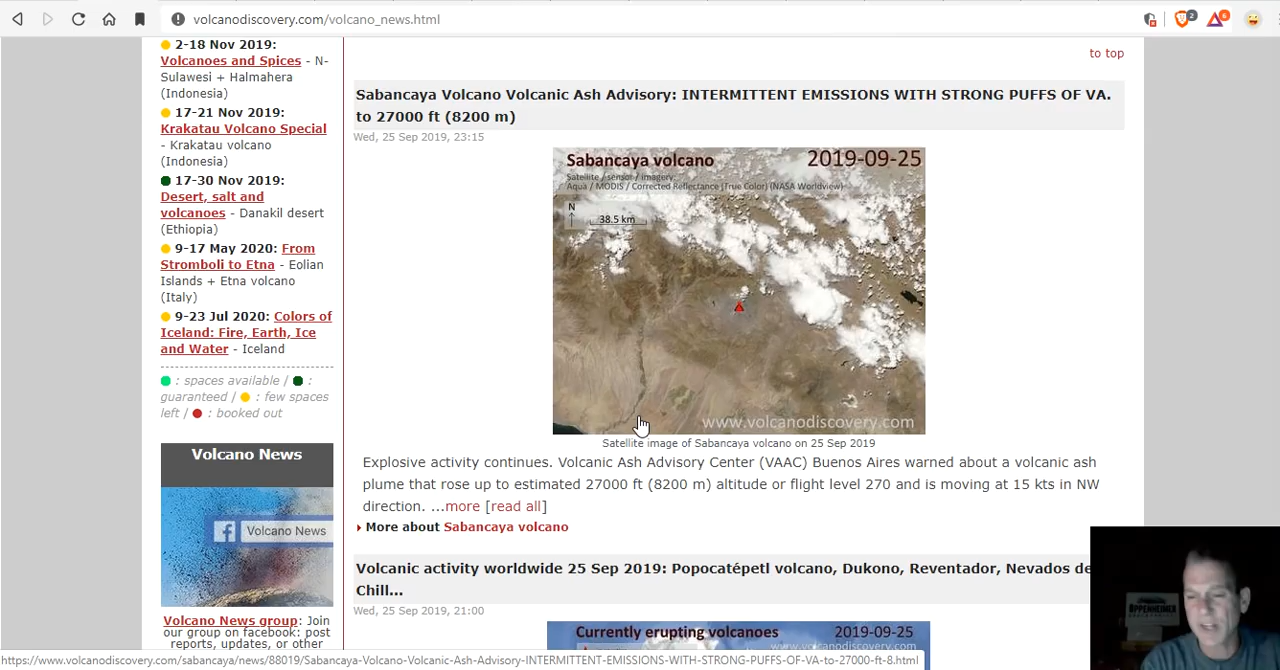 volcanodiscovery.com/volcano_news.html
2
6
2-18 Nov 2019:
Volcanoes and Spices - N-
Sulawesi + Halmahera
(Indonesia)
17-21 Nov 2019:
Krakatau Volcano Special
- Krakatau volcano
(Indonesia)
17-30 Nov 2019:
Desert, salt and
volcanoes - Danakil desert
(Ethiopia)
9-17 May 2020: From
Stromboli to Etna - Eolian
Islands + Etna volcano
(Italy)
9-23 Jul 2020: Colors of
Iceland: Fire, Earth, Ice
and Water - Iceland
: spaces available / :
guaranteed / : few spaces
left / : booked out
Volcano News
Volcano News
Volcano News group: Join
our group on facebook: post
reports, updates, or other
to top
Sabancaya Volcano Volcanic Ash Advisory: INTERMITTENT EMISSIONS WITH STRONG PUFFS OF VA.
to 27000 ft (8200 m)
Wed, 25 Sep 2019, 23:15
Sabancaya volcano
2019-09-25
Satellite / sensor / imagery:
Aqua / MODIS / Corrected Reflectance (True Color) (NASA Worldview)
N
38.5 km
www.volcanodiscovery.com
Satellite image of Sabancaya volcano on 25 Sep 2019
Explosive activity continues. Volcanic Ash Advisory Center (VAAC) Buenos Aires warned about a volcanic ash
plume that rose up to estimated 27000 ft (8200 m) altitude or flight level 270 and is moving at 15 kts in NW
direction. ...more [read all]
More about Sabancaya volcano
Volcanic activity worldwide 25 Sep 2019: Popocatépetl volcano, Dukono, Reventador, Nevados de
Chill...
Wed, 25 Sep 2019, 21:00
Currently erupting volcanoes
2019-09-25
OPPENHEIMER
https://www.volcanodiscovery.com/sabancaya/news/88019/Sabancaya-Volcano-Volcanic-Ash-Advisory-INTERMITTENT-EMISSIONS-WITH-STRONG-PUFFS-OF-VA-to-27000-ft-8.html